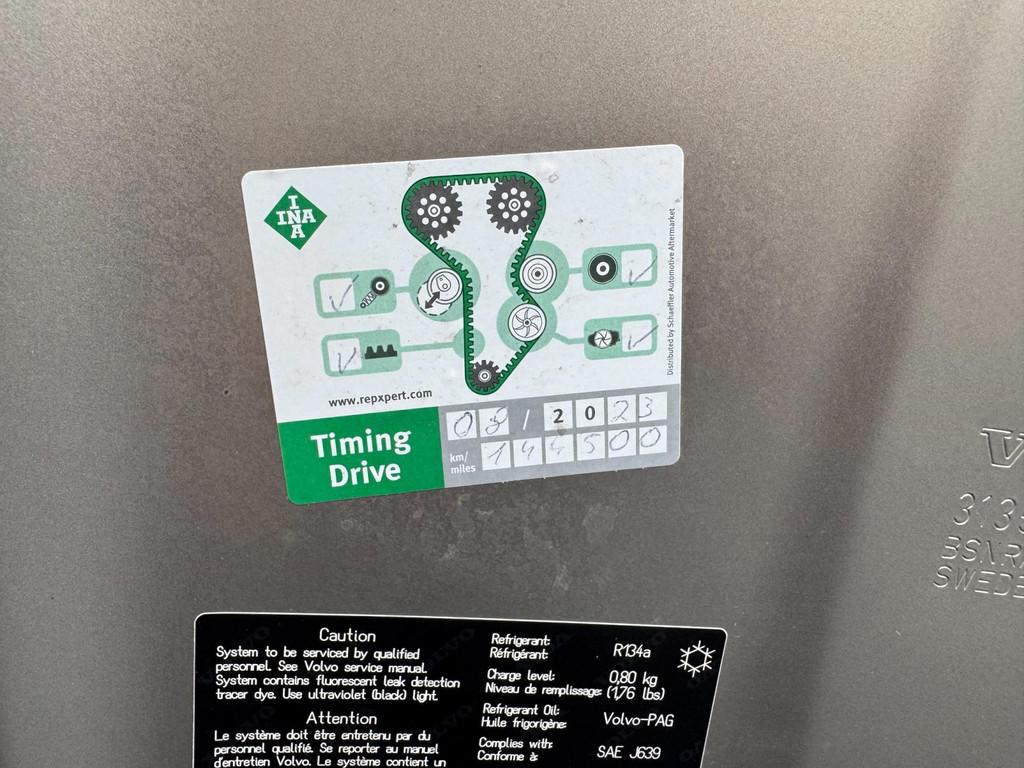 INA
INA
Distributed by Schaeffler Automotive Aftermarket
www.repxpert.com
Timing
Drive
08 / 2023
km/
miles
144500
V
313
BSN R
SWEDE
Caution
System to be serviced by qualified
personnel. See Volvo service manual.
System contains fluorescent leak detection
tracer dye. Use ultraviolet (black) light.
Attention
Le système doit être entretenu par du
personnel qualifié. Se reporter au manuel
d'entretien Volvo. Le système contient un
Refrigerant:
Réfrigérant:
R134a
Charge level:
Niveau de remplissage:
0,80 kg
(1,76 lbs)
Refrigerant Oil:
Huile frigorigène:
Volvo-PAG
Complies with:
Conforme à:
SAE J639